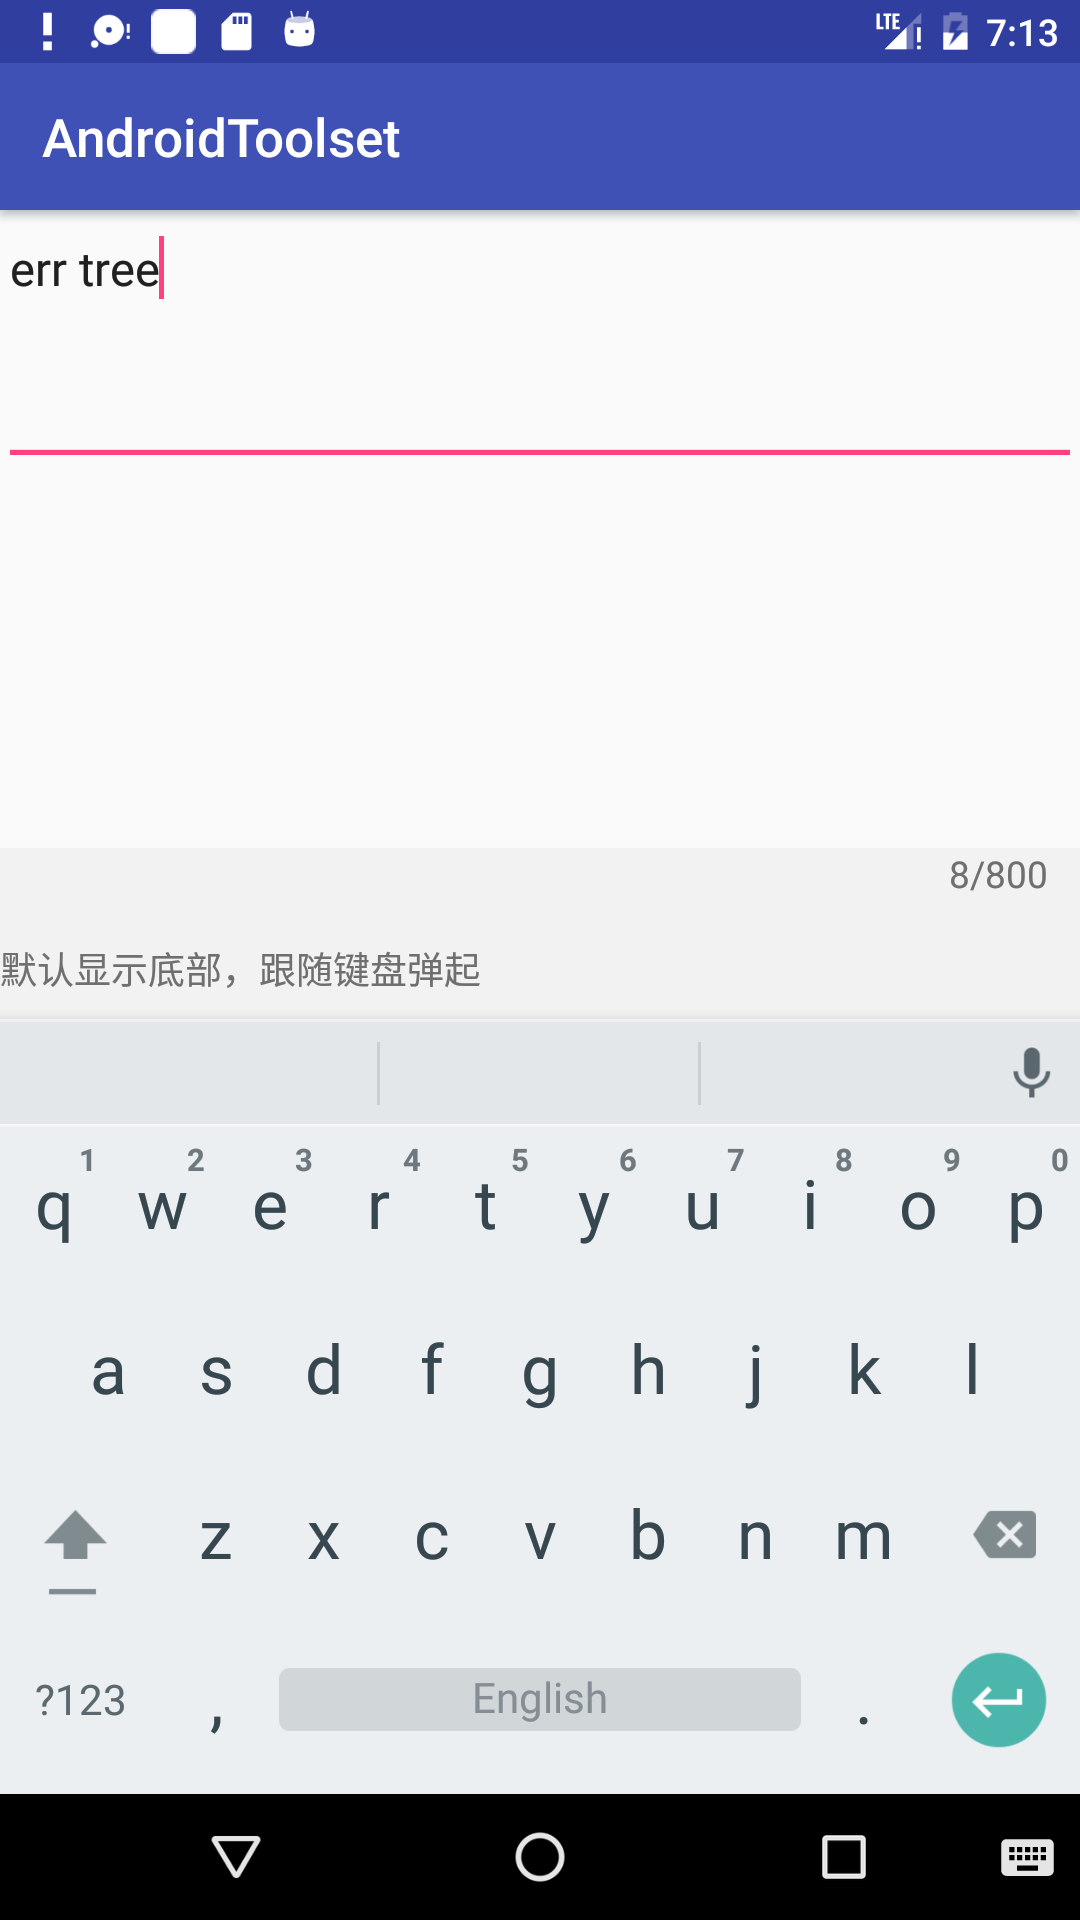 LTE 7:13
AndroidToolset
err tree
8/800
默认显示底部，跟随键盘弹起
1 2 3 4 5 6 7 8 9 0
q w e r t y u i o p
a s d f g h j k l
z x c v b n m
?123 , English .